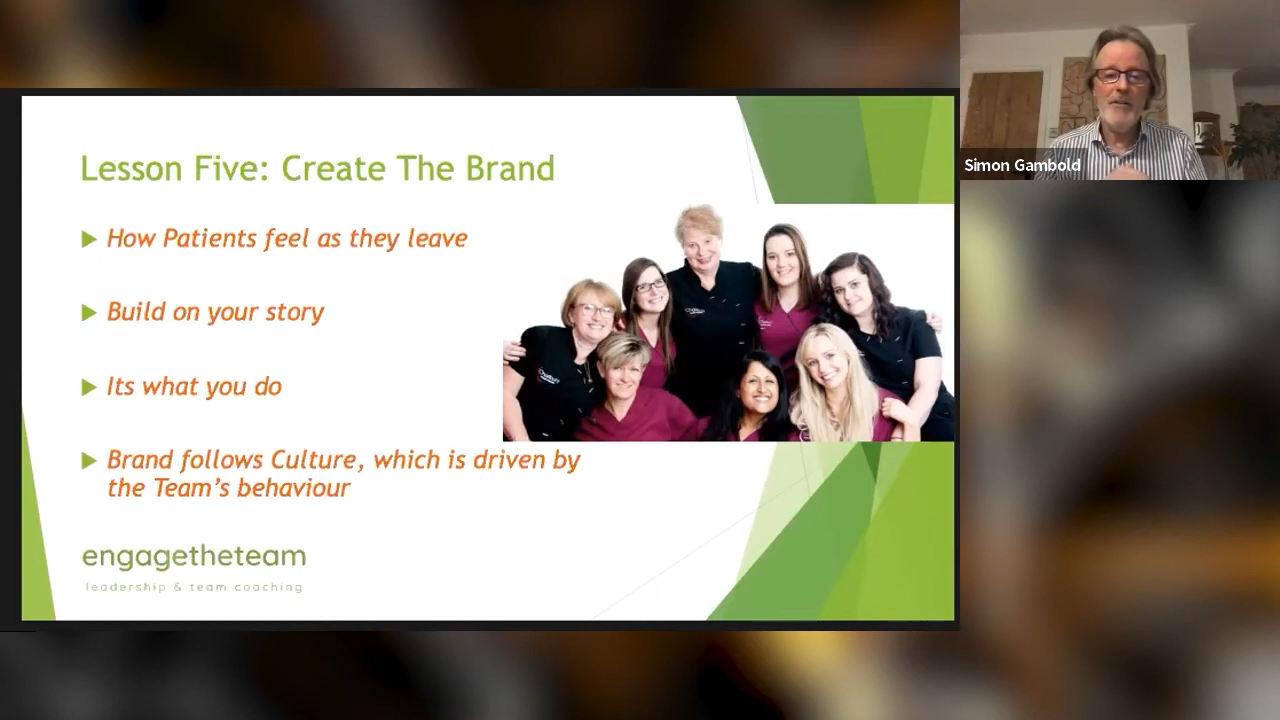 Lesson Five: Create The Brand
How Patients feel as they leave
Build on your story
Its what you do
Brand follows Culture, which is driven by
the Team's behaviour
engagetheteam
leadership & team coaching
Simon Gambold